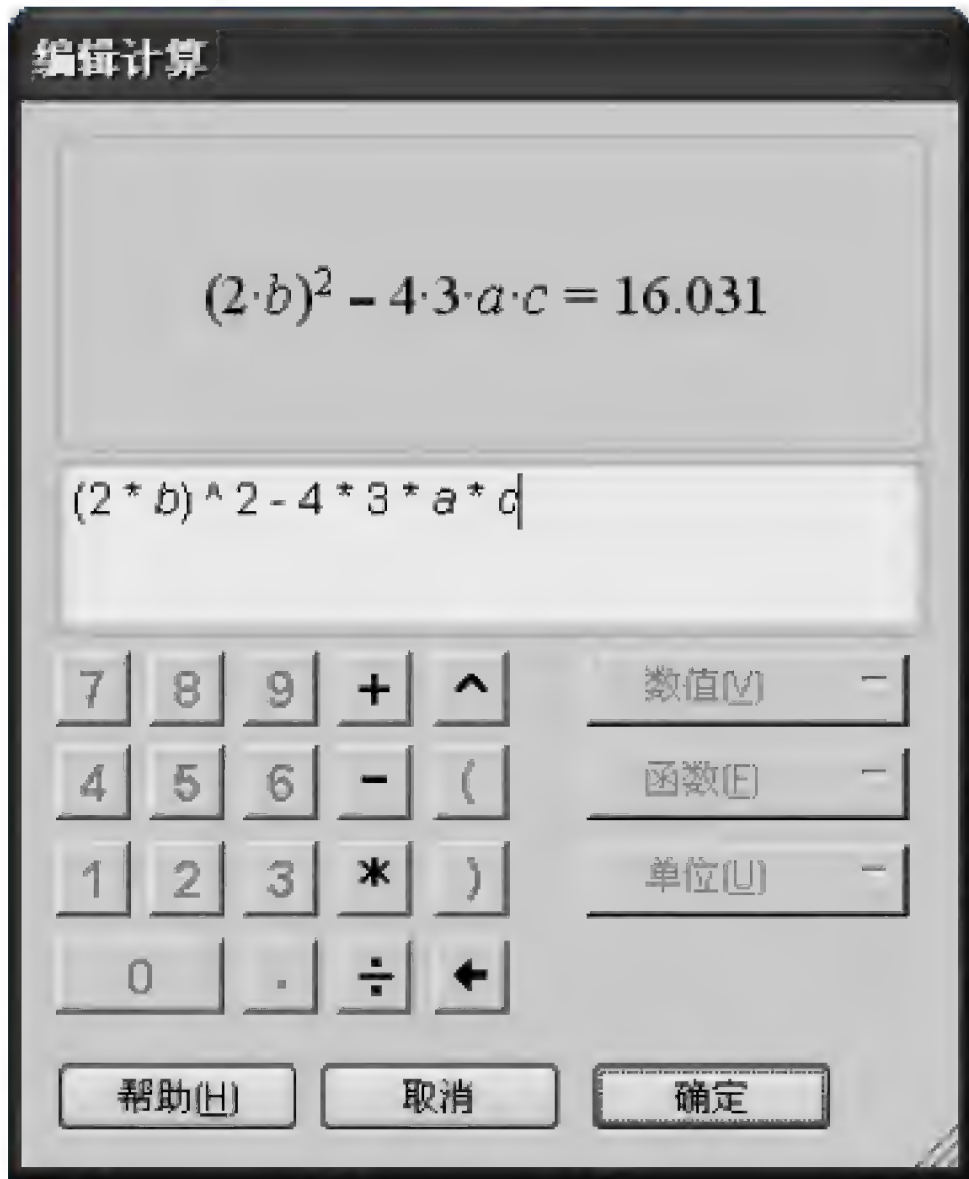 编辑计算
(2·b)² – 4·3·a·c = 16.031
(2 * b) ^ 2 - 4 * 3 * a * c
7 8 9 + ^ 数值(V)
4 5 6 - ( 函数(F)
1 2 3 * ) 单位(U)
0 . ÷ ←
帮助(H) 取消 确定